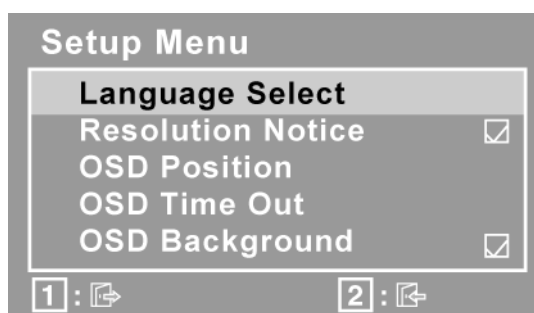 Setup Menu
Language Select
Resolution Notice
OSD Position
OSD Time Out
OSD Background
1 : 2 :